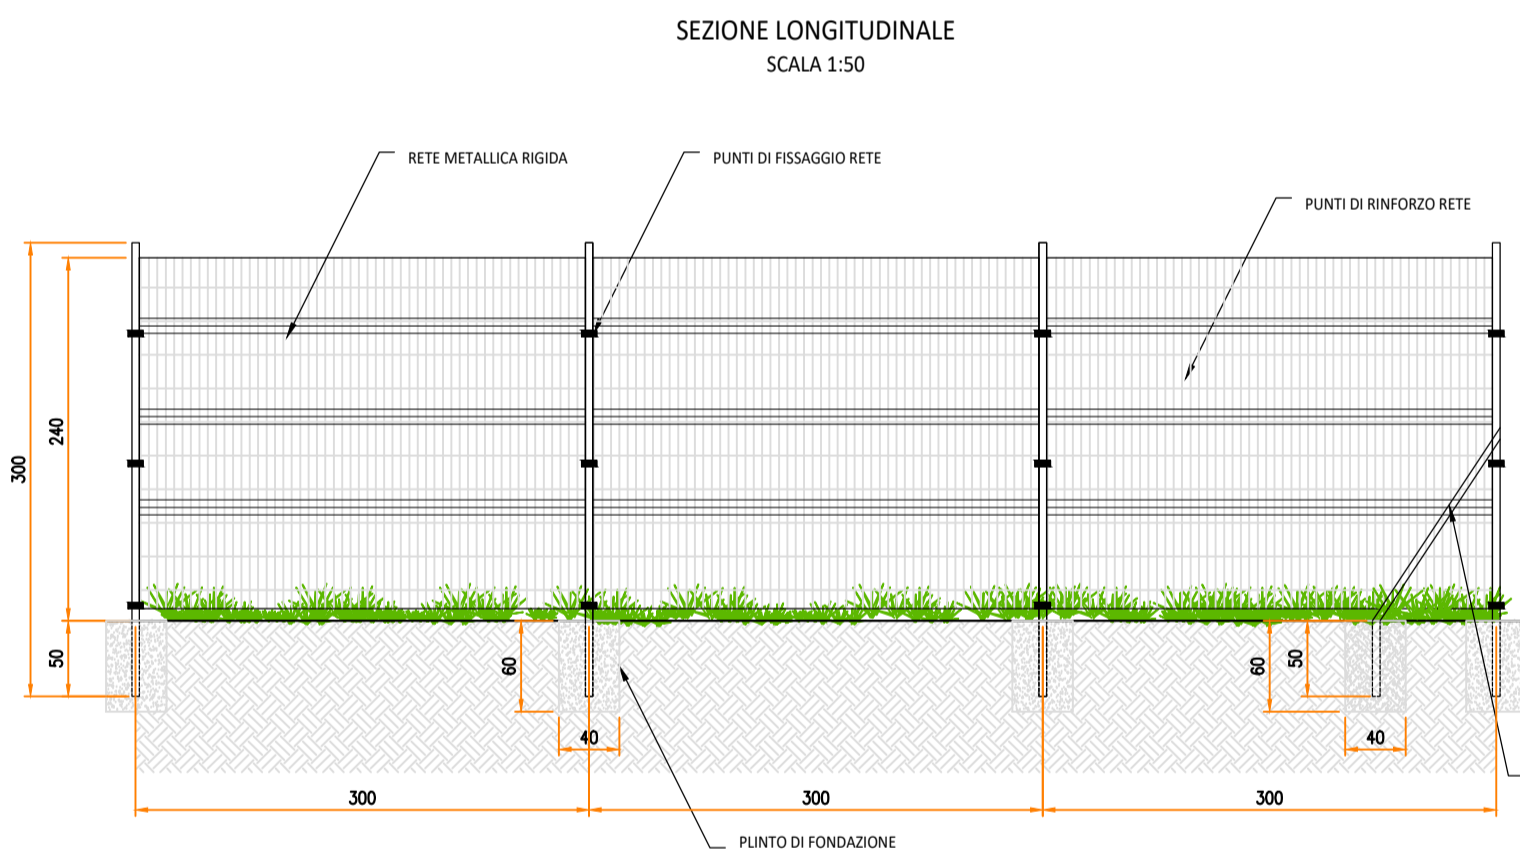 SEZIONE LONGITUDINALE
SCALA 1:50
RETE METALLICA RIGIDA
PUNTI DI FISSAGGIO RETE
PUNTI DI RINFORZO RETE
300
240
50
60
40
60
50
40
300
300
300
PLINTO DI FONDAZIONE